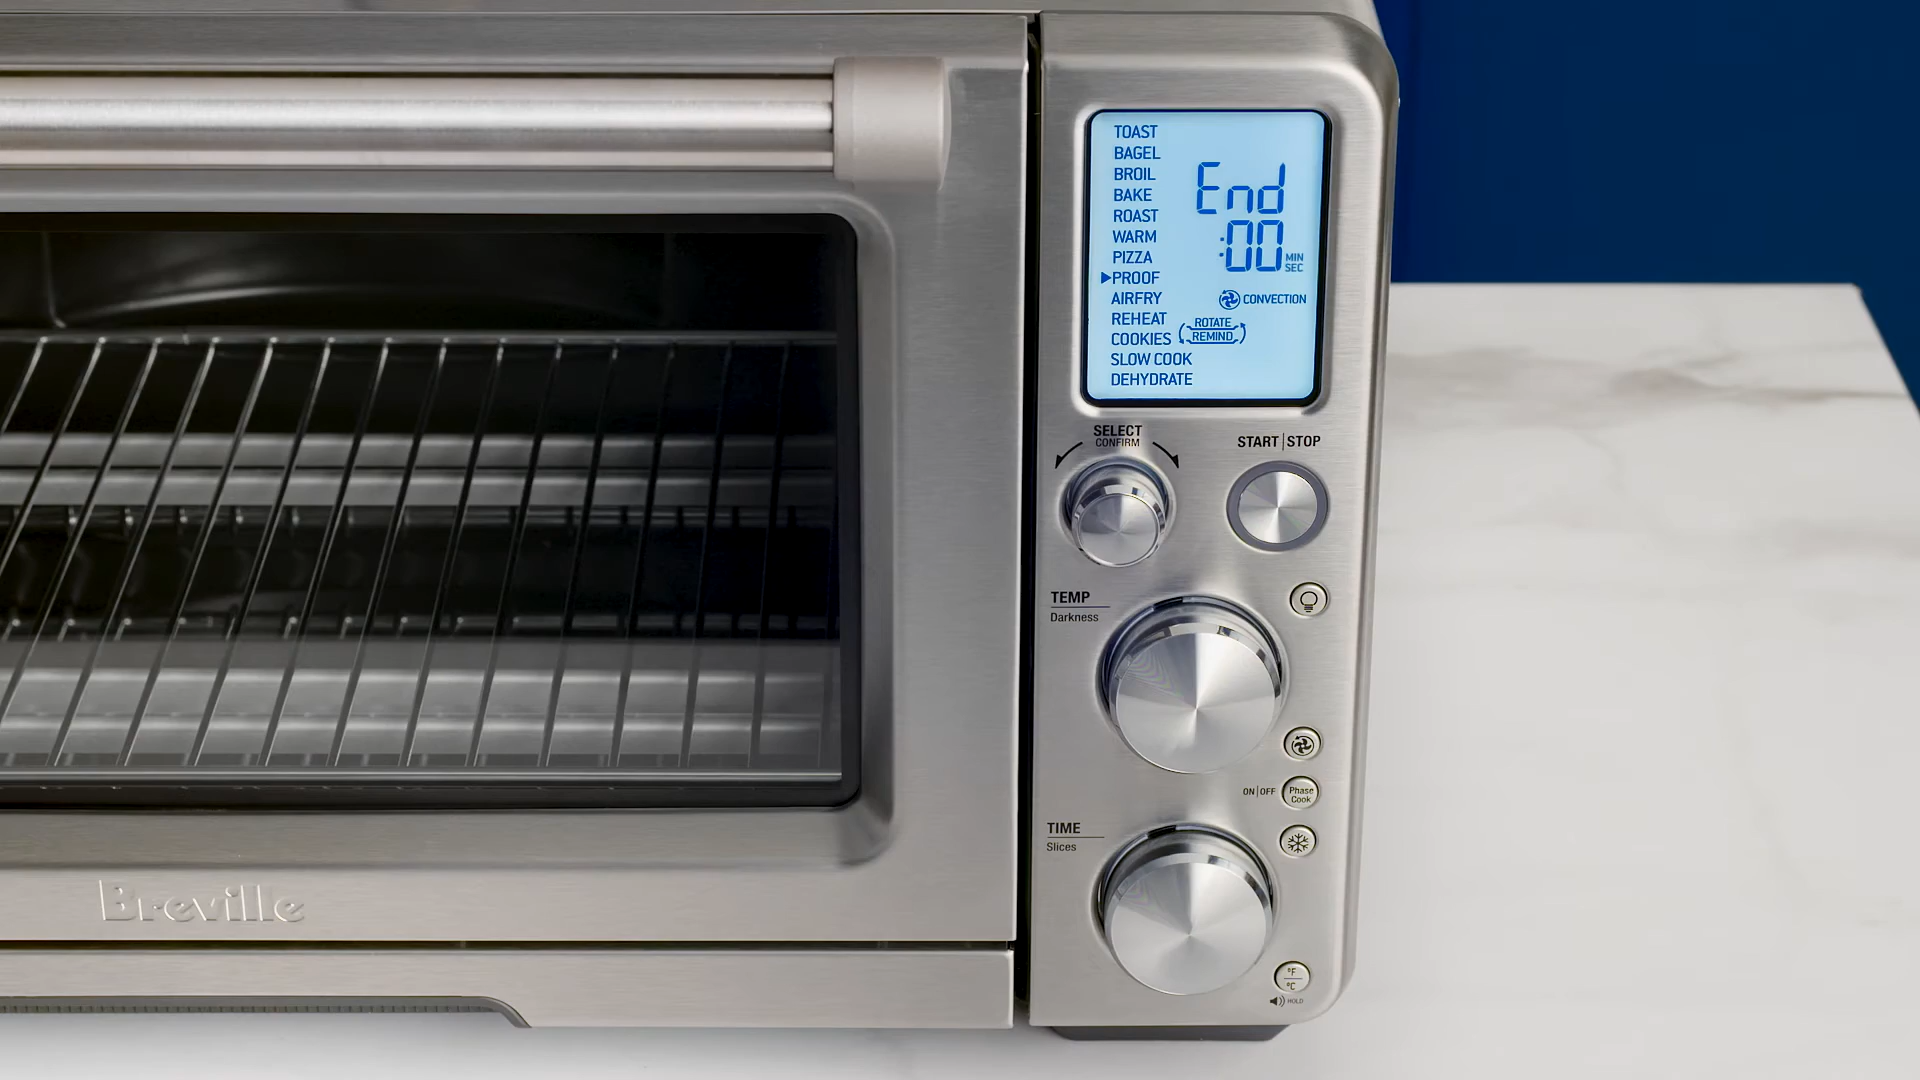 TOAST
BAGEL
BROIL
BAKE
ROAST
WARM
PIZZA
▶PROOF
AIRFRY
REHEAT
COOKIES
SLOW COOK
DEHYDRATE
End
:00 MIN SEC
CONVECTION
ROTATE
REMIND
SELECT
CONFIRM
START|STOP
TEMP
Darkness
ON|OFF
Phase
Cook
TIME
Slices
°F
°C
HOLD
Breville